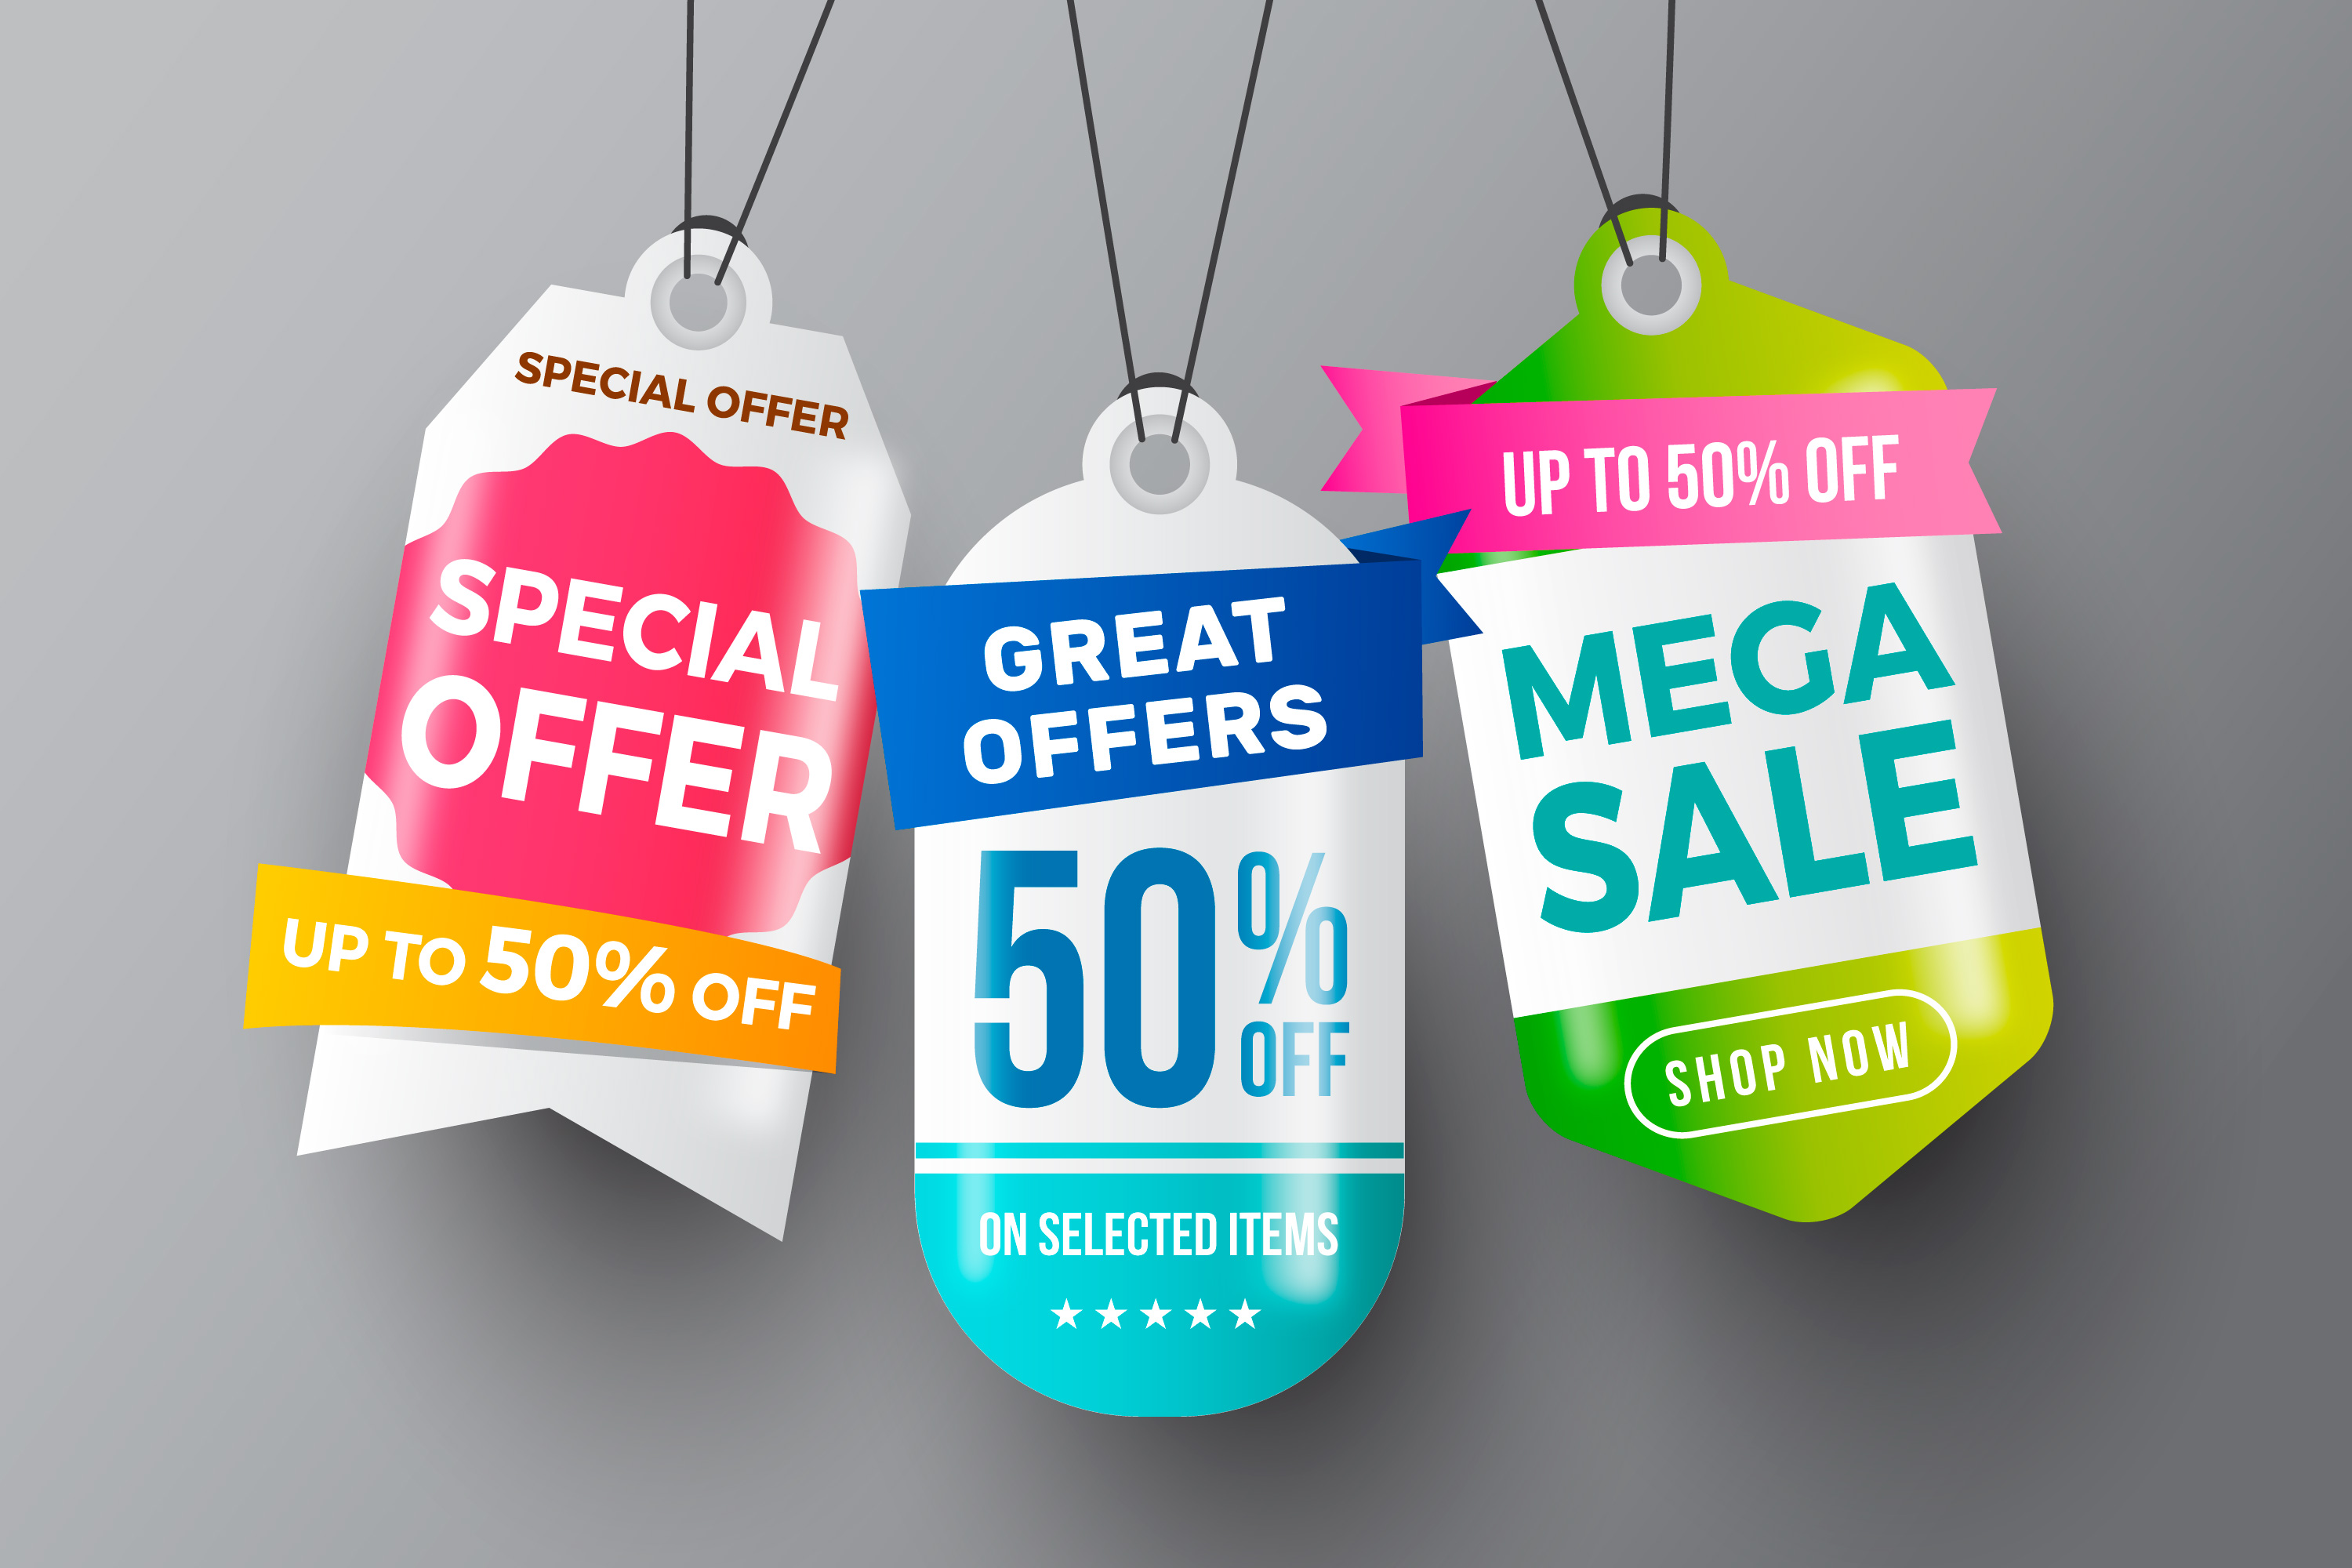 SPECIAL OFFER
SPECIAL
OFFER
UP TO 50% OFF
GREAT
OFFERS
50%
OFF
ON SELECTED ITEMS
UP TO 50% OFF
MEGA
SALE
SHOP NOW